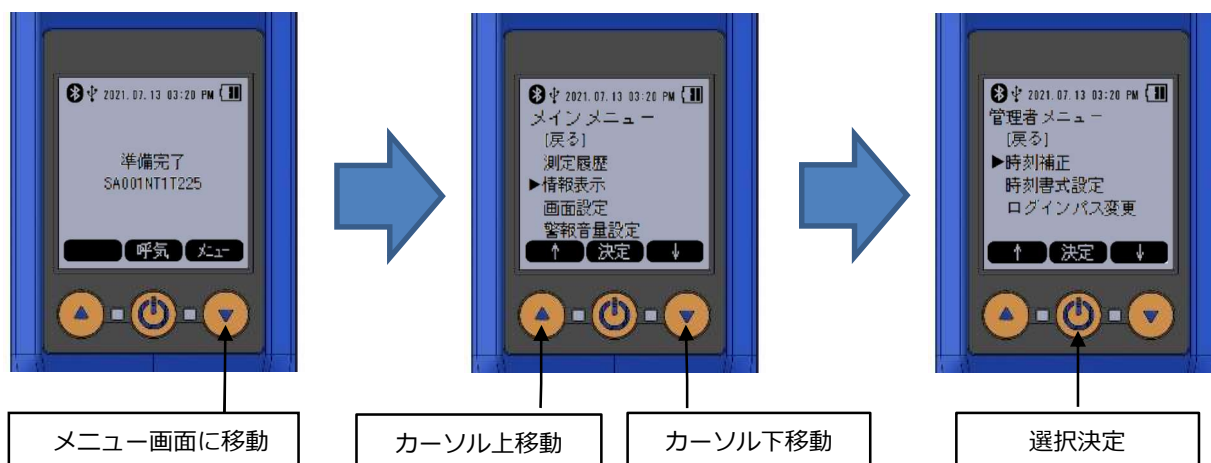 2021.07.13 03:20 PM
準備完了
SA001NT1T225
呼気 メニュー
メニュー画面に移動
2021.07.13 03:20 PM
メイン メニュー
[戻る]
測定履歴
▶情報表示
画面設定
警報音量設定
↑ 決定 ↓
カーソル上移動 カーソル下移動
2021.07.13 03:20 PM
管理者 メニュー
[戻る]
▶時刻補正
時刻書式設定
ログインパス変更
↑ 決定 ↓
選択決定